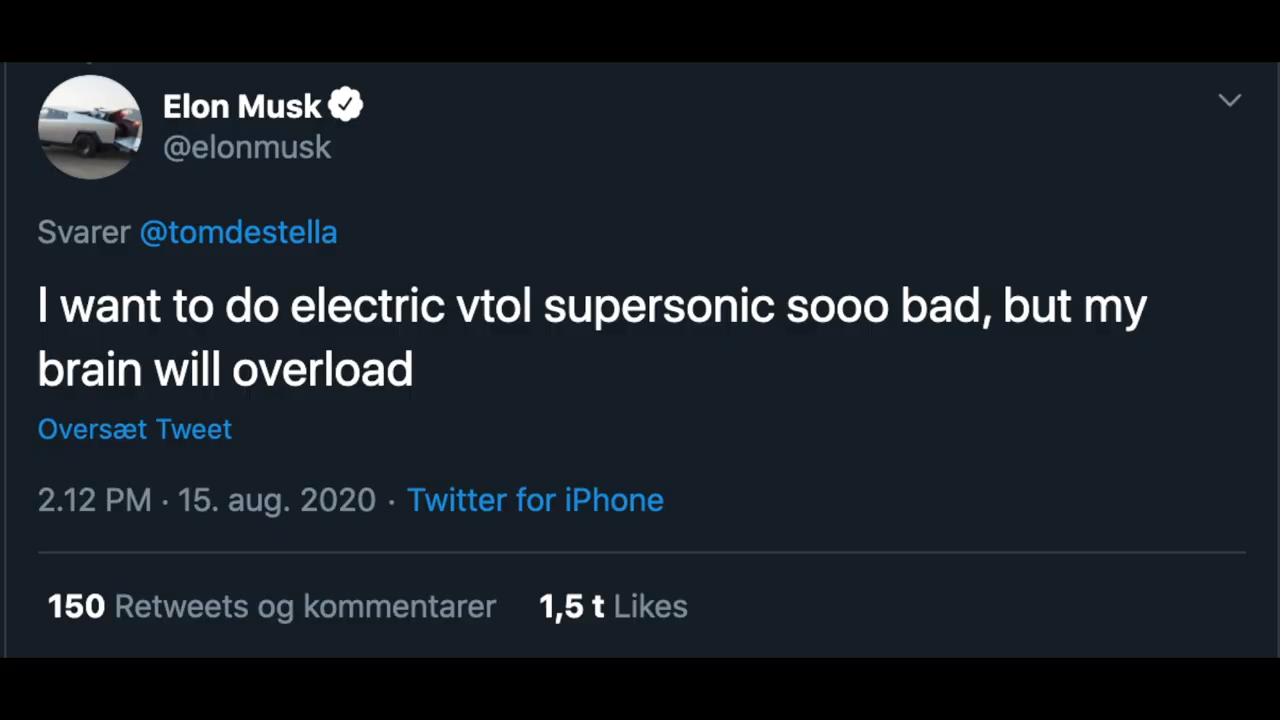 Elon Musk
@elonmusk
Svarer @tomdestella
I want to do electric vtol supersonic sooo bad, but my
brain will overload
Oversæt Tweet
2.12 PM · 15. aug. 2020 · Twitter for iPhone
150 Retweets og kommentarer 1,5 t Likes